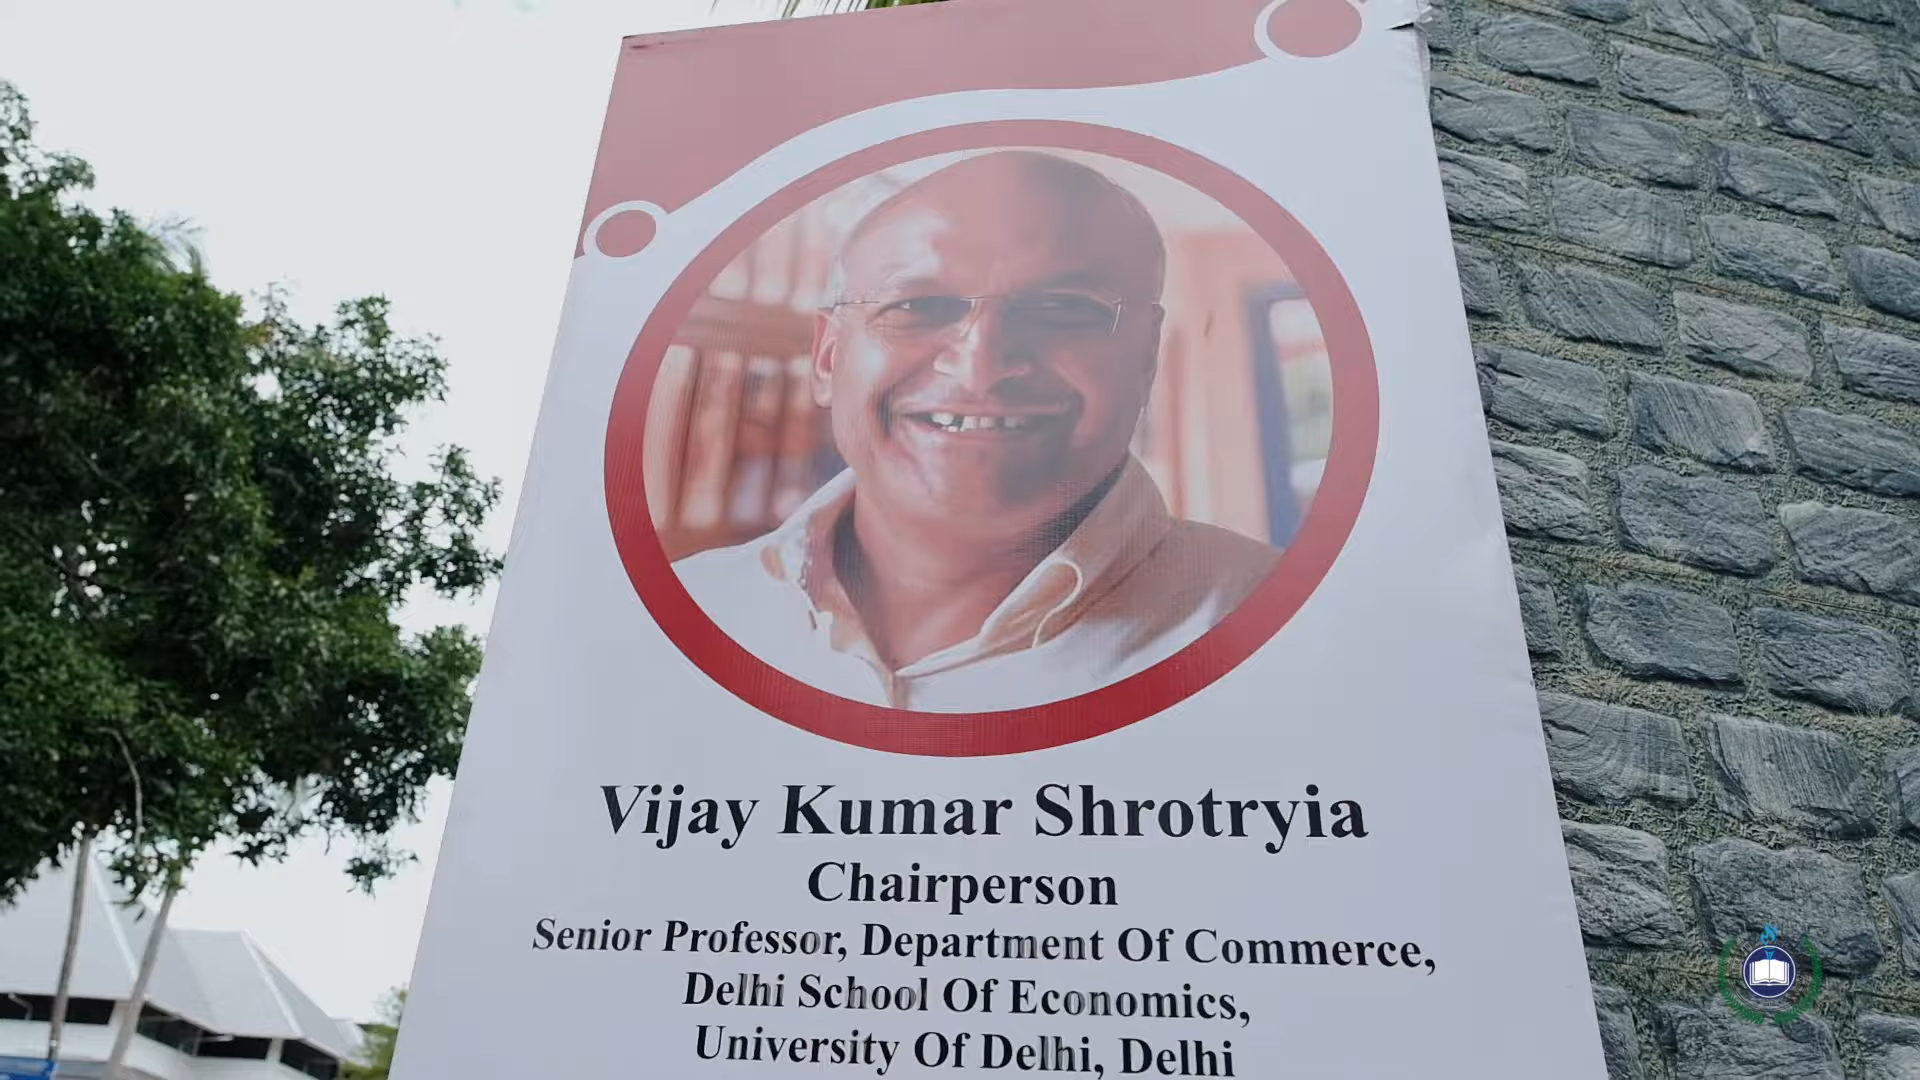 Vijay Kumar Shrotryia
Chairperson
Senior Professor, Department Of Commerce,
Delhi School Of Economics,
University Of Delhi, Delhi